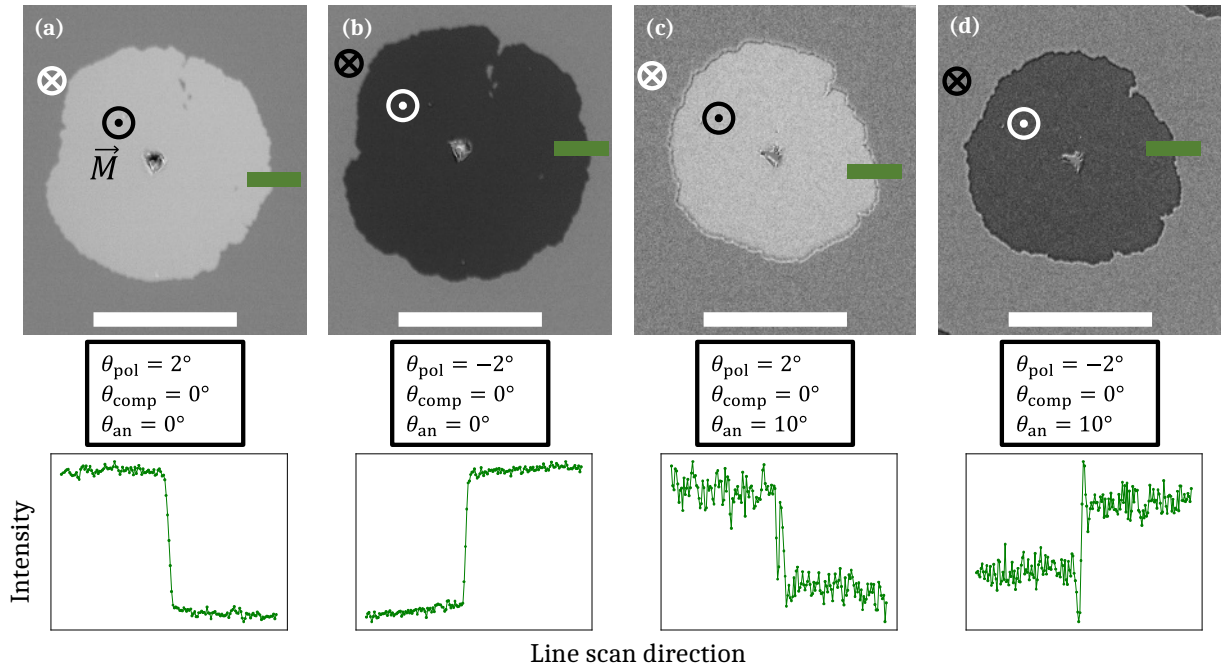 (a)
(b)
(c)
(d)
M
θpol = 2°
θcomp = 0°
θan = 0°
θpol = −2°
θcomp = 0°
θan = 0°
θpol = 2°
θcomp = 0°
θan = 10°
θpol = −2°
θcomp = 0°
θan = 10°
Intensity
Line scan direction